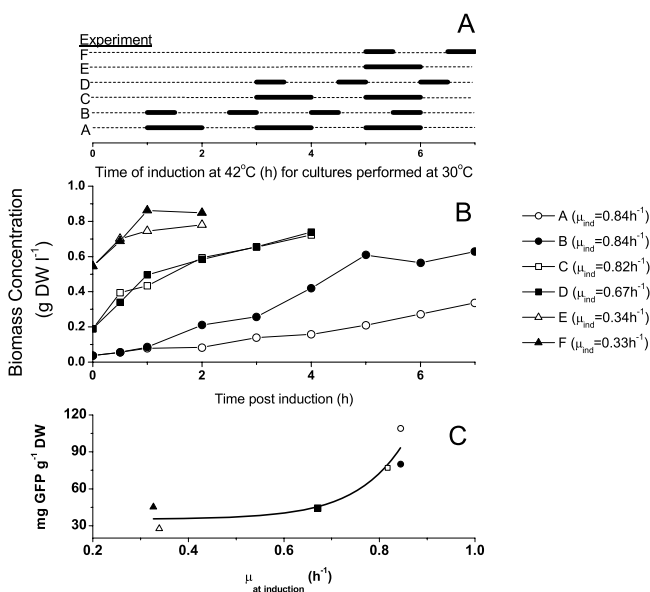 A
Experiment
F
E
D
C
B
A
0 2 4 6
Time of induction at 42°C (h) for cultures performed at 30°C
Biomass Concentration
(g DW l⁻¹)
1.0
0.8
0.6
0.4
0.2
0.0
B
0 2 4 6
Time post induction (h)
A (μind=0.84h⁻¹)
B (μind=0.84h⁻¹)
C (μind=0.82h⁻¹)
D (μind=0.67h⁻¹)
E (μind=0.34h⁻¹)
F (μind=0.33h⁻¹)
mg GFP g⁻¹ DW
120
90
60
30
C
0.2 0.4 0.6 0.8 1.0
μat induction (h⁻¹)